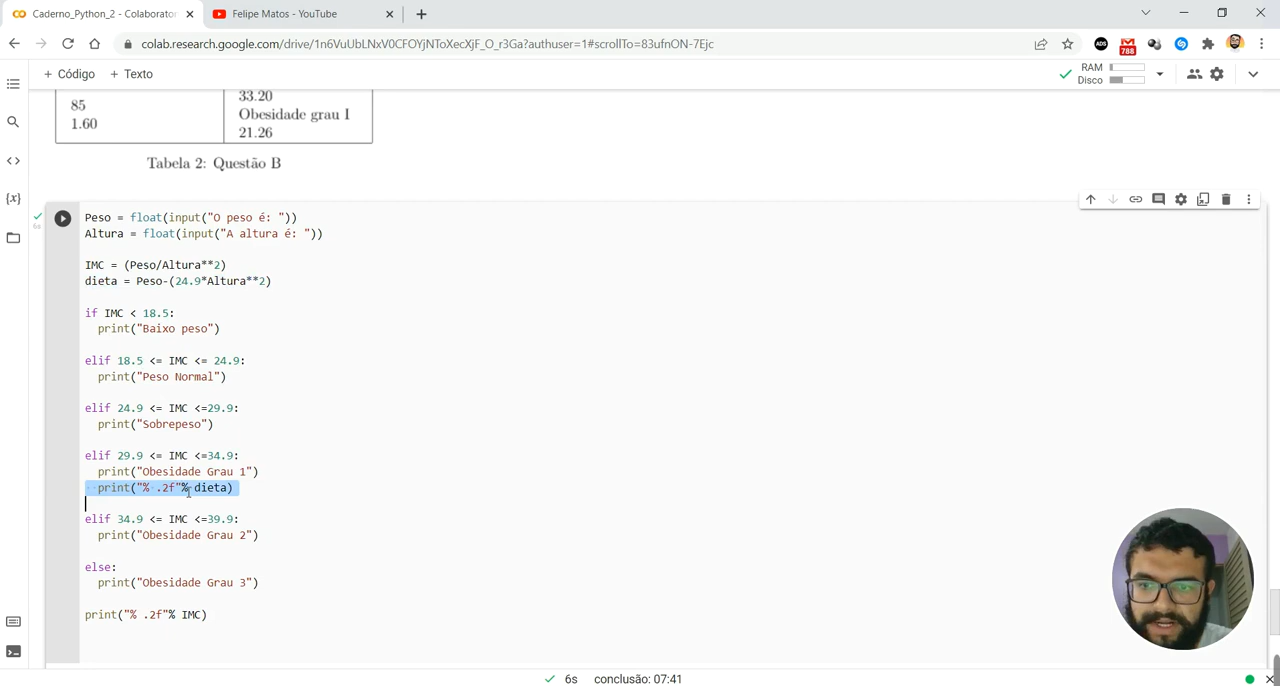 Caderno_Python_2 - Colaborator
Felipe Matos - YouTube
colab.research.google.com/drive/1n6VuUbLNxV0CFOYjNToXecXjF_O_r3Ga?authuser=1#scrollTo=83ufnON-7Ejc
ADS
788
+ Código + Texto
RAM
Disco
85
1.60
33.20
Obesidade grau I
21.26
Tabela 2: Questão B
6s
Peso = float(input("O peso é: "))
Altura = float(input("A altura é: "))
IMC = (Peso/Altura**2)
dieta = Peso-(24.9*Altura**2)
if IMC < 18.5:
print("Baixo peso")
elif 18.5 <= IMC <= 24.9:
print("Peso Normal")
elif 24.9 <= IMC <=29.9:
print("Sobrepeso")
elif 29.9 <= IMC <=34.9:
print("Obesidade Grau 1")
print("% .2f"% dieta)
elif 34.9 <= IMC <=39.9:
print("Obesidade Grau 2")
else:
print("Obesidade Grau 3")
print("% .2f"% IMC)
6s conclusão: 07:41